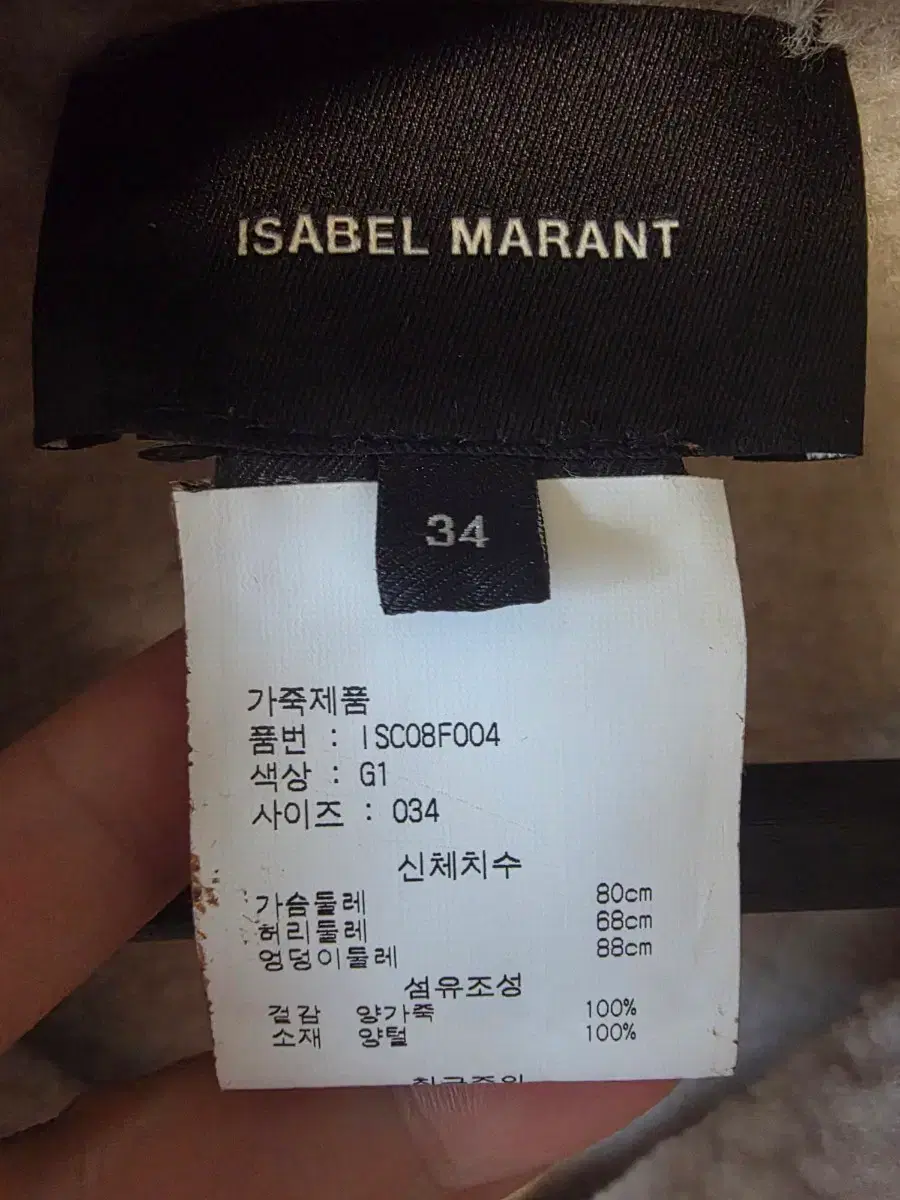 ISABEL MARANT
34
가죽제품
품번 : ISC08F004
색상 : G1
사이즈 : 034
신체치수
가슴둘레 80cm
허리둘레 68cm
엉덩이둘레 88cm
섬유조성
겉감 양가죽 100%
소재 양털 100%